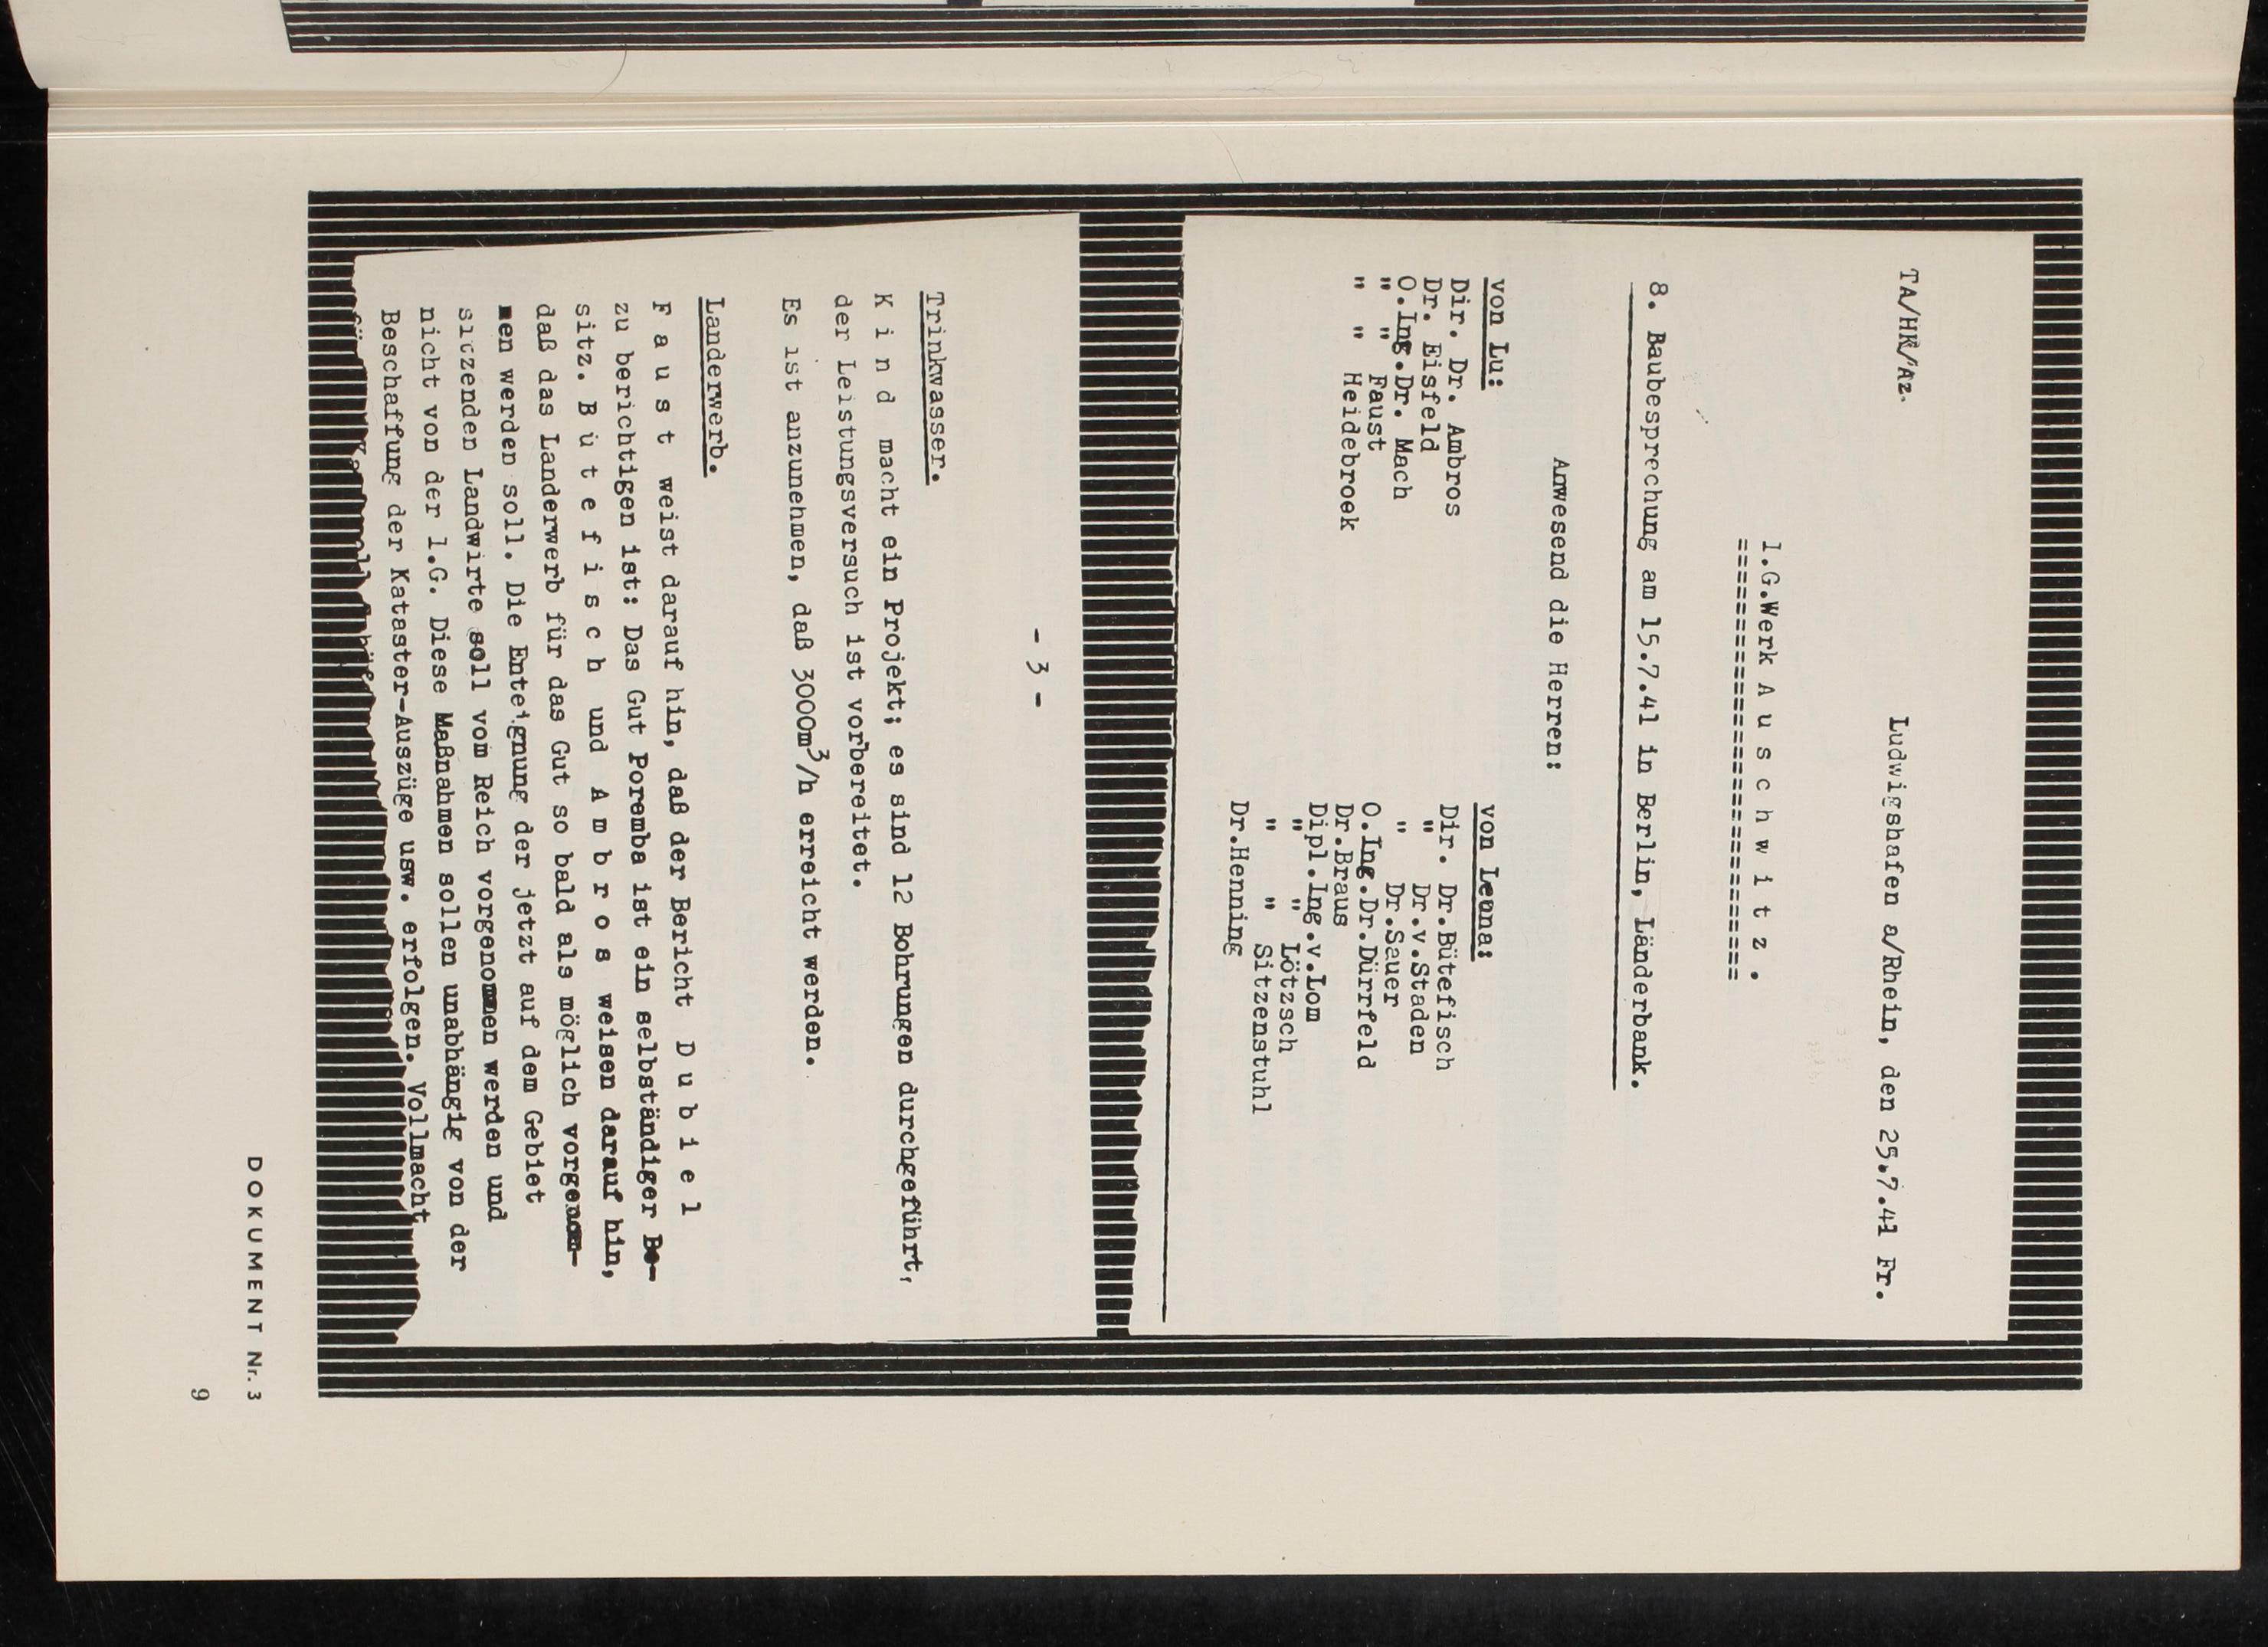 TA/HK/Az.
Ludwigshafen a/Rhein, den 25.7.41 Fr.
I.G.Werk A u s c h w i t z .
==============================
8. Baubesprechung am 15.7.41 in Berlin, Länderbank.
Anwesend die Herren:
von Lu:
Dir. Dr. Ambros
Dr. Eisfeld
O.Ing.Dr. Mach
" " Faust
" " Heidebroek
von Leuna:
Dir. Dr.Bütefisch
" Dr.v.Staden
" Dr.Sauer
O.Ing.Dr.Dürrfeld
Dr.Braus
Dipl.Ing.v.Lom
" " Lötzsch
" " Sitzenstuhl
Dr.Henning
- 3 -
Trinkwasser.
K i n d macht ein Projekt; es sind 12 Bohrungen durchgeführt,
der Leistungsversuch ist vorbereitet.
Es ist anzunehmen, daß 3000m³/h erreicht werden.
Landerwerb.
F a u s t weist darauf hin, daß der Bericht D u b i e l
zu berichtigen ist: Das Gut Poremba ist ein selbständiger Be-
sitz. B ü t e f i s c h und A m b r o s weisen darauf hin,
daß das Landerwerb für das Gut so bald als möglich vorgenom-
men werden soll. Die Enteignung der jetzt auf dem Gebiet
sitzenden Landwirte soll vom Reich vorgenommen werden und
nicht von der I.G. Diese Maßnahmen sollen unabhängig von der
Beschaffung der Kataster-Auszüge usw. erfolgen. Vollmacht
DOKUMENT Nr. 3
9